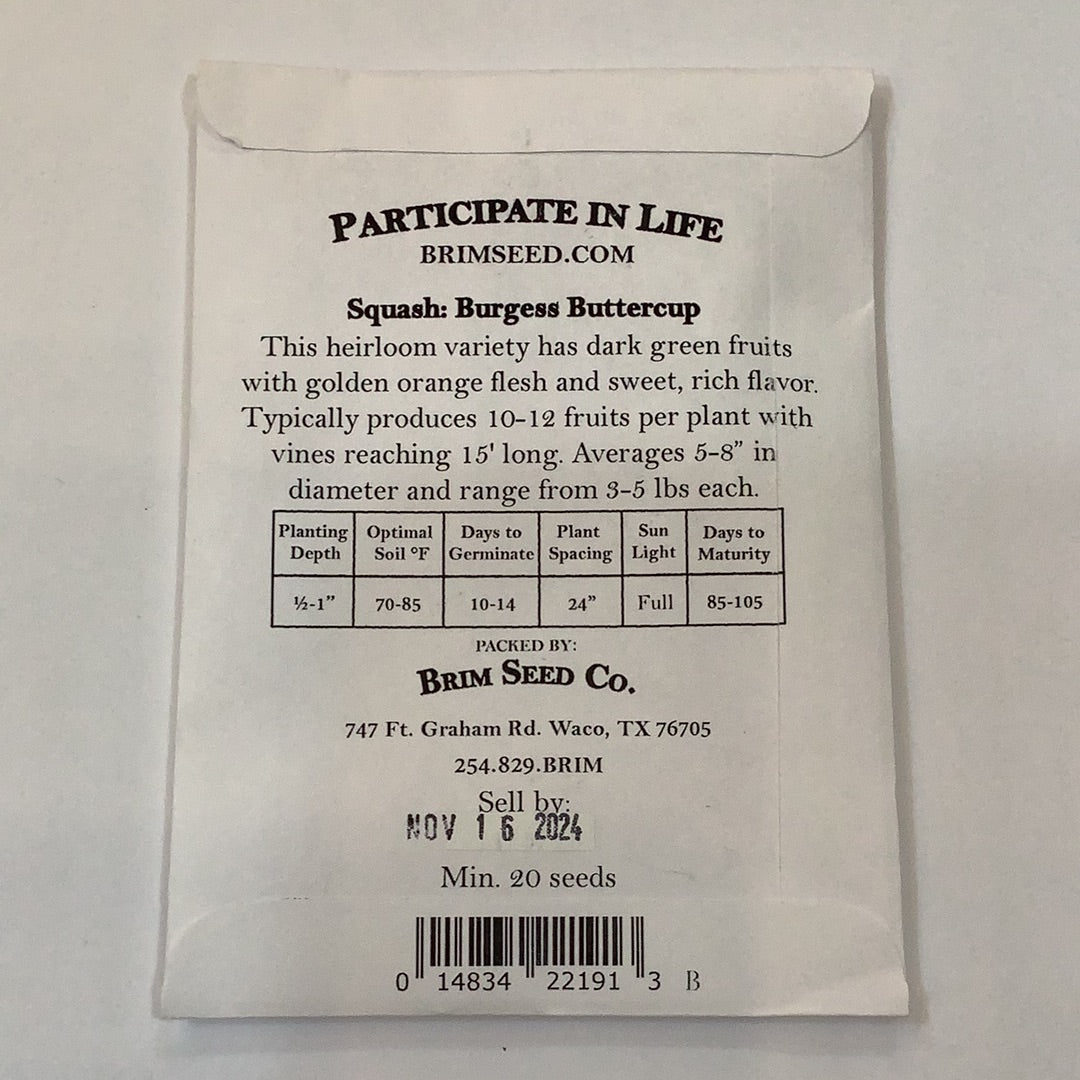 PARTICIPATE IN LIFE
BRIMSEED.COM
Squash: Burgess Buttercup
This heirloom variety has dark green fruits
with golden orange flesh and sweet, rich flavor.
Typically produces 10-12 fruits per plant with
vines reaching 15' long. Averages 5-8” in
diameter and range from 3-5 lbs each.
Planting Depth Optimal Soil °F Days to Germinate Plant Spacing Sun Light Days to Maturity
½-1” 70-85 10-14 24” Full 85-105
PACKED BY:
BRIM SEED CO.
747 Ft. Graham Rd. Waco, TX 76705
254.829.BRIM
Sell by:
NOV 16 2024
Min. 20 seeds
0 14834 22191 3 B